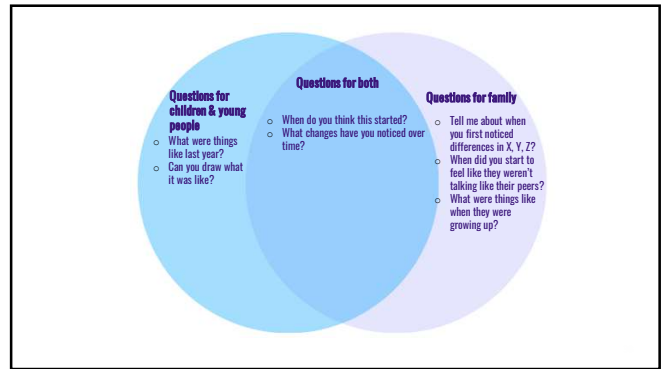 Questions for
children & young
people
○ What were things
like last year?
○ Can you draw what
it was like?
Questions for both
○ When do you think this started?
○ What changes have you noticed over
time?
Questions for family
○ Tell me about when
you first noticed
differences in X, Y, Z?
○ When did you start to
feel like they weren't
talking like their peers?
○ What were things like
when they were
growing up?